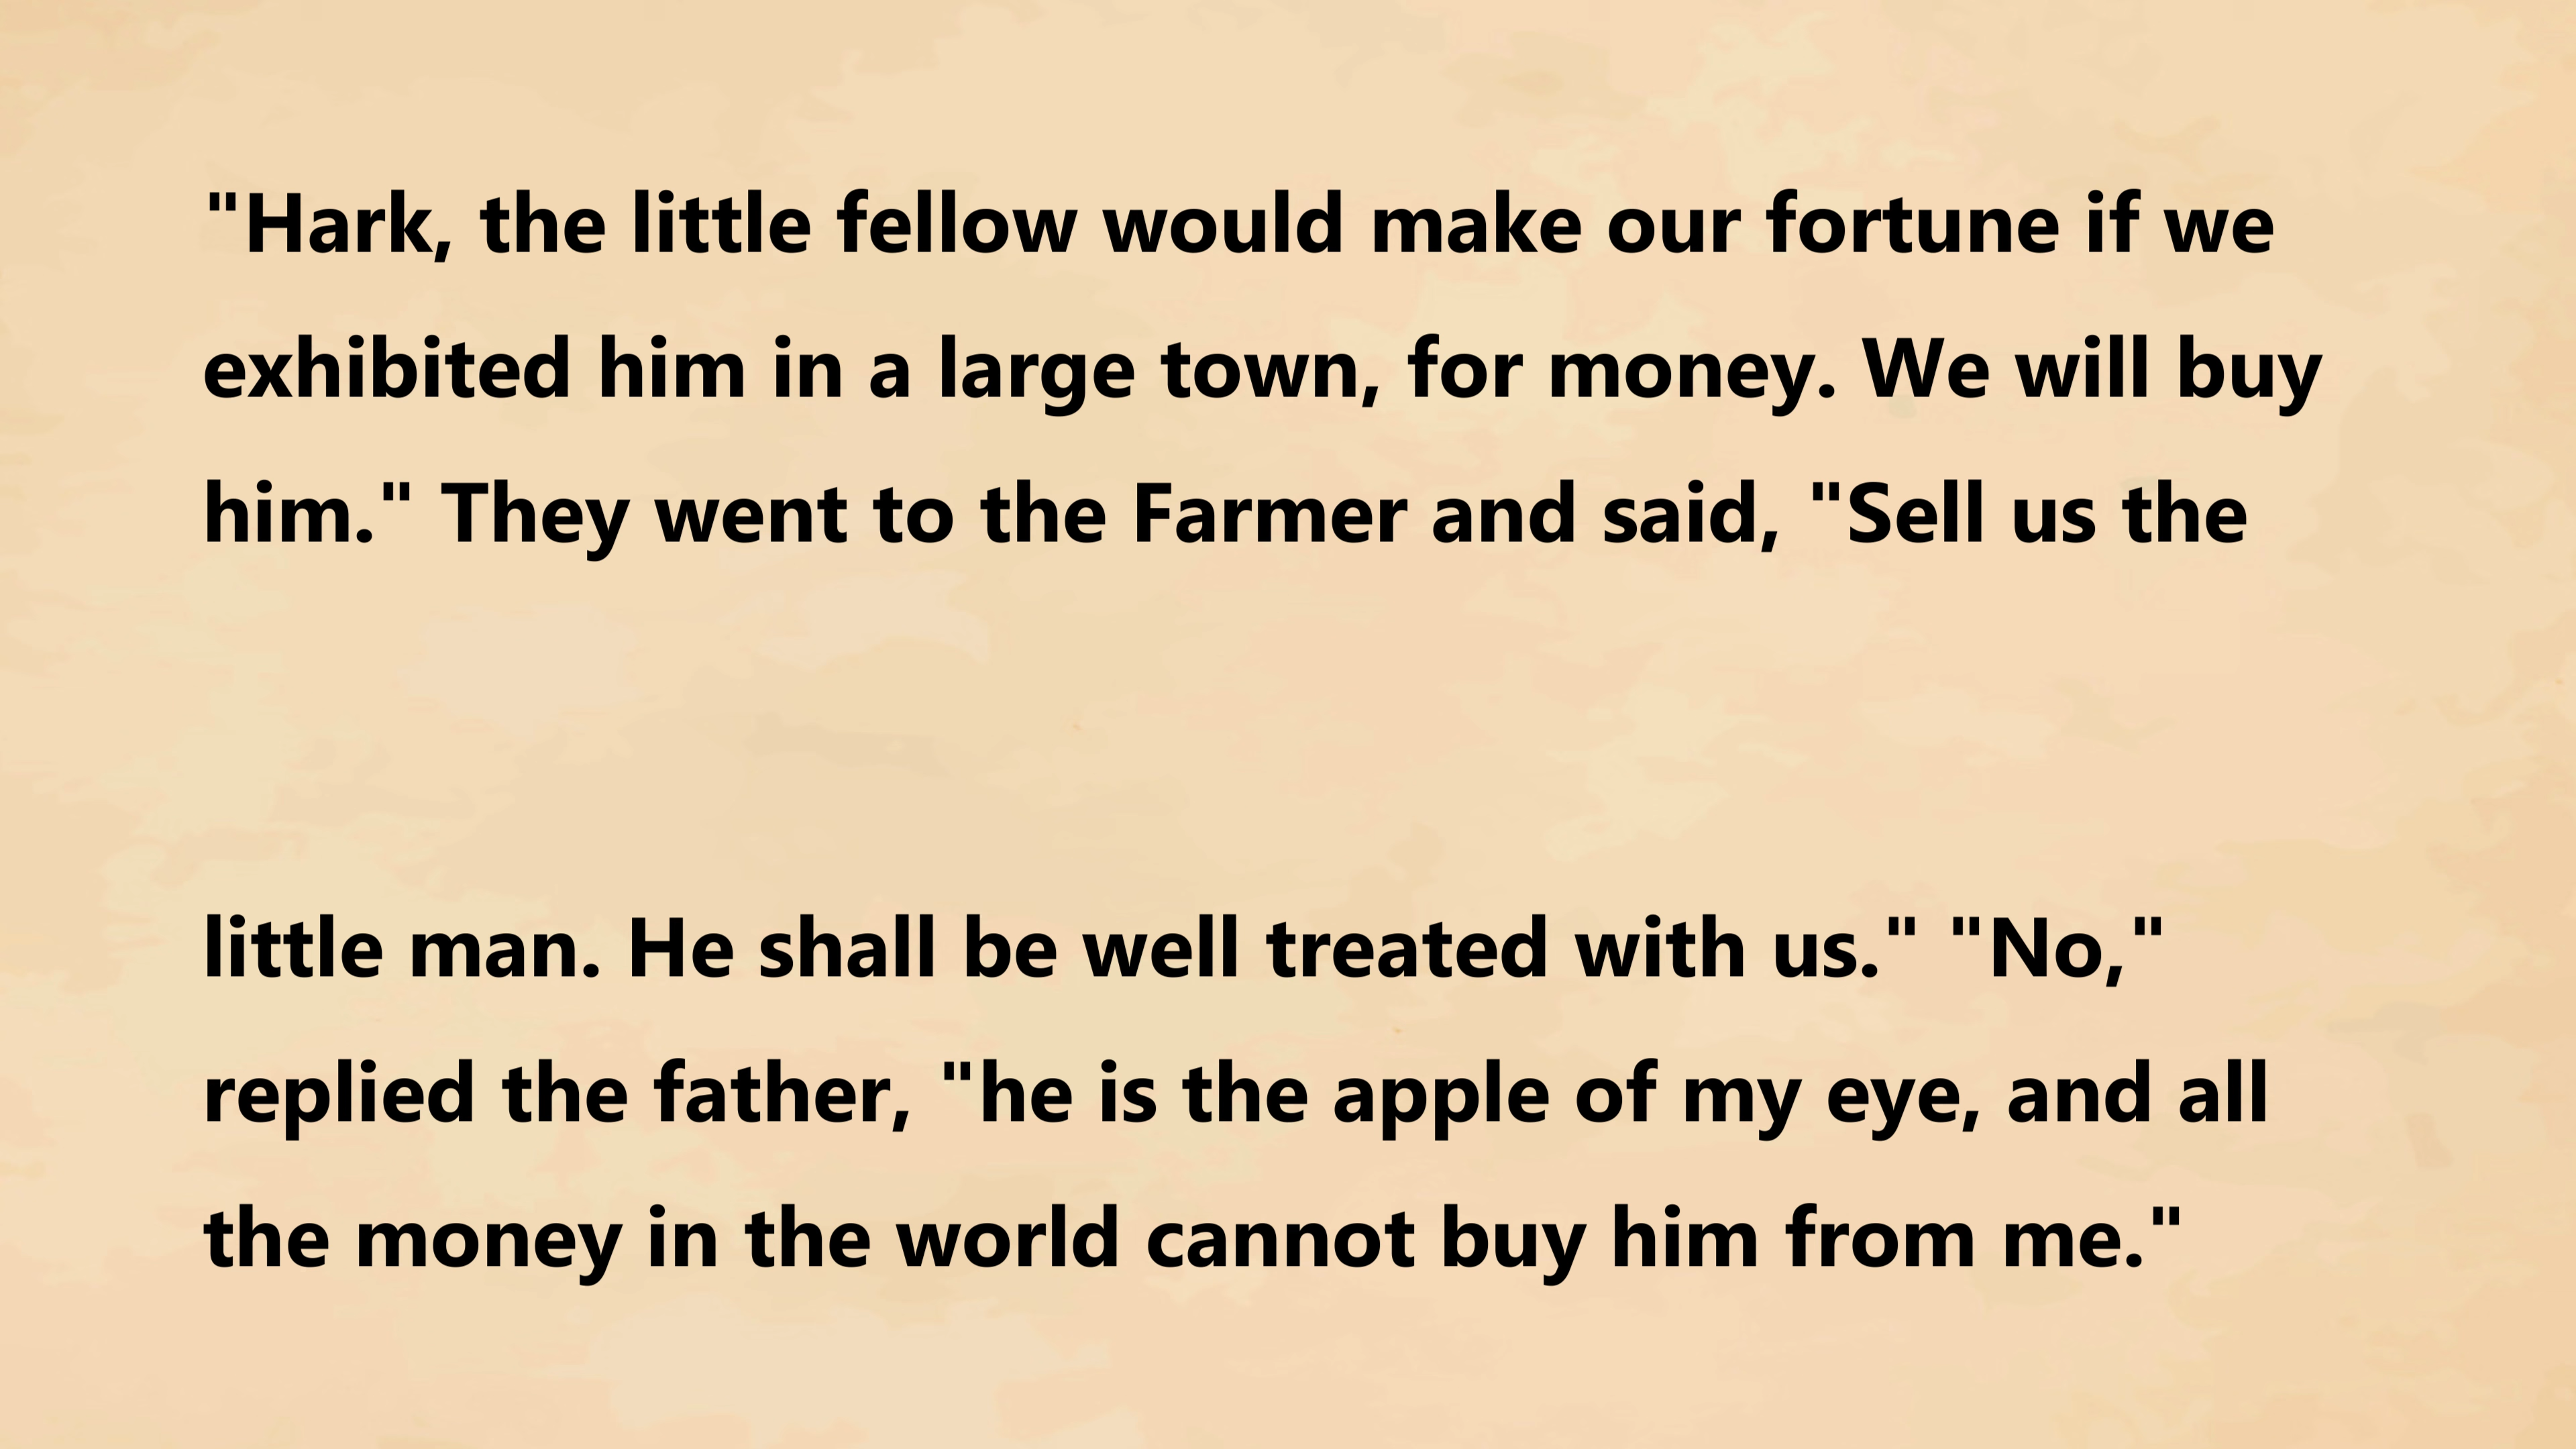 "Hark, the little fellow would make our fortune if we
exhibited him in a large town, for money. We will buy
him." They went to the Farmer and said, "Sell us the
little man. He shall be well treated with us." "No,"
replied the father, "he is the apple of my eye, and all
the money in the world cannot buy him from me."